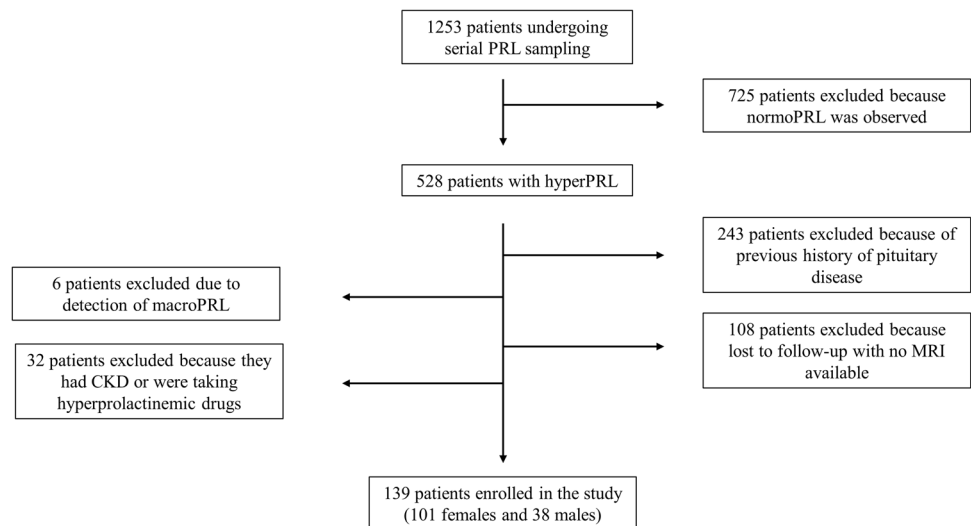 1253 patients undergoing
serial PRL sampling
725 patients excluded because
normoPRL was observed
528 patients with hyperPRL
243 patients excluded because of
previous history of pituitary
disease
6 patients excluded due to
detection of macroPRL
108 patients excluded because
lost to follow-up with no MRI
available
32 patients excluded because they
had CKD or were taking
hyperprolactinemic drugs
139 patients enrolled in the study
(101 females and 38 males)